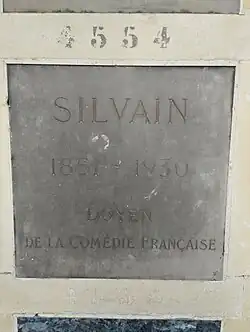 4554
SILVAIN
1851 - 1930
DOYEN
DE LA COMÉDIE FRANÇAISE